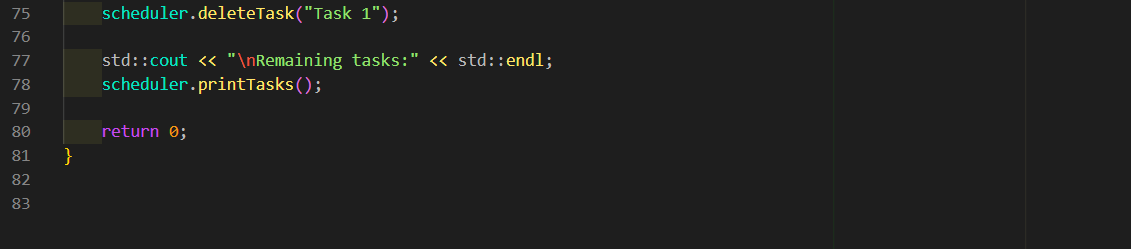 75 scheduler.deleteTask("Task 1");
76
77 std::cout << "\nRemaining tasks:" << std::endl;
78 scheduler.printTasks();
79
80 return 0;
81 }
82
83